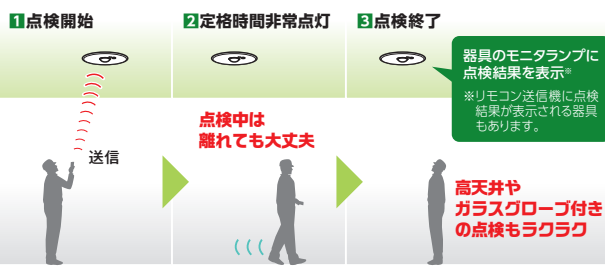 1点検開始
送信
2定格時間非常点灯
点検中は
離れても大丈夫
3点検終了
器具のモニタランプに
点検結果を表示※
※リモコン送信機に点検
結果が表示される器具
もあります。
高天井や
ガラスグローブ付き
の点検もラクラク